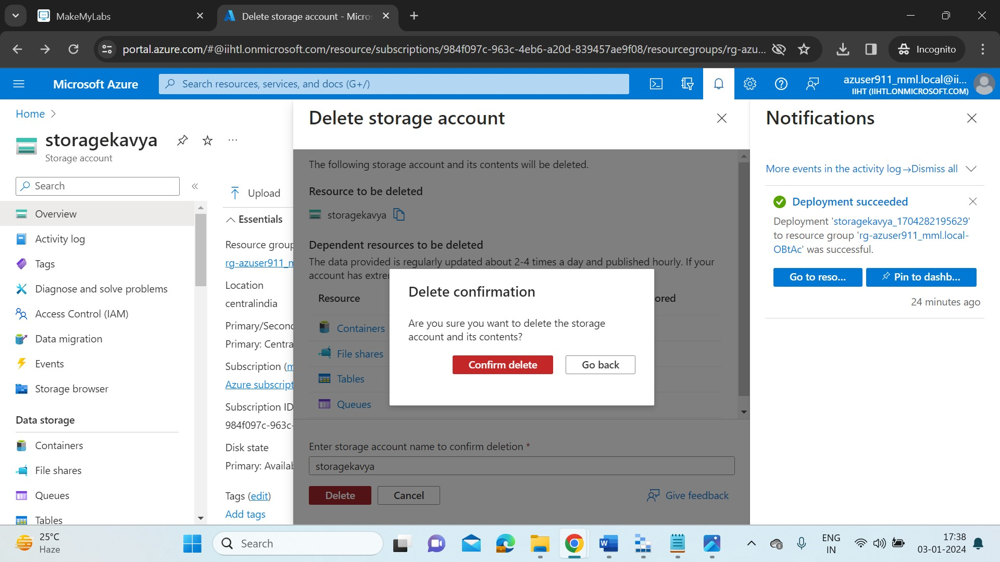 MakeMyLabs
Delete storage account - Micro
portal.azure.com/#@iihtl.onmicrosoft.com/resource/subscriptions/984f097c-963c-4eb6-a20d-839457ae9f08/resourcegroups/rg-azu...
Incognito
Microsoft Azure
Search resources, services, and docs (G+/)
azuser911_mml.local@ii...
IIHT (IIHTL.ONMICROSOFT.COM)
Home
storagekavya
Storage account
Search
Overview
Activity log
Tags
Diagnose and solve problems
Access Control (IAM)
Data migration
Events
Storage browser
Data storage
Containers
File shares
Queues
Tables
Upload
Essentials
Resource group
rg-azuser911_m
Location
centralindia
Primary/Second
Primary: Centra
Subscription (m
Azure subscript
Subscription ID
984f097c-963c-
Disk state
Primary: Availab
Tags (edit)
Add tags
Delete storage account
The following storage account and its contents will be deleted.
Resource to be deleted
storagekavya
Dependent resources to be deleted
The data provided is regularly updated about 2-4 times a day and published hourly. If your
account has extrem
Resource
ored
Containers
File shares
Tables
Queues
Delete confirmation
Are you sure you want to delete the storage
account and its contents?
Confirm delete
Go back
Enter storage account name to confirm deletion *
storagekavya
Delete
Cancel
Give feedback
Notifications
More events in the activity log →
Dismiss all
Deployment succeeded
Deployment 'storagekavya_1704282195629'
to resource group 'rg-azuser911_mml.local-
OBtAc' was successful.
Go to reso...
Pin to dashb...
24 minutes ago
25°C
Haze
Search
ENG
IN
17:38
03-01-2024